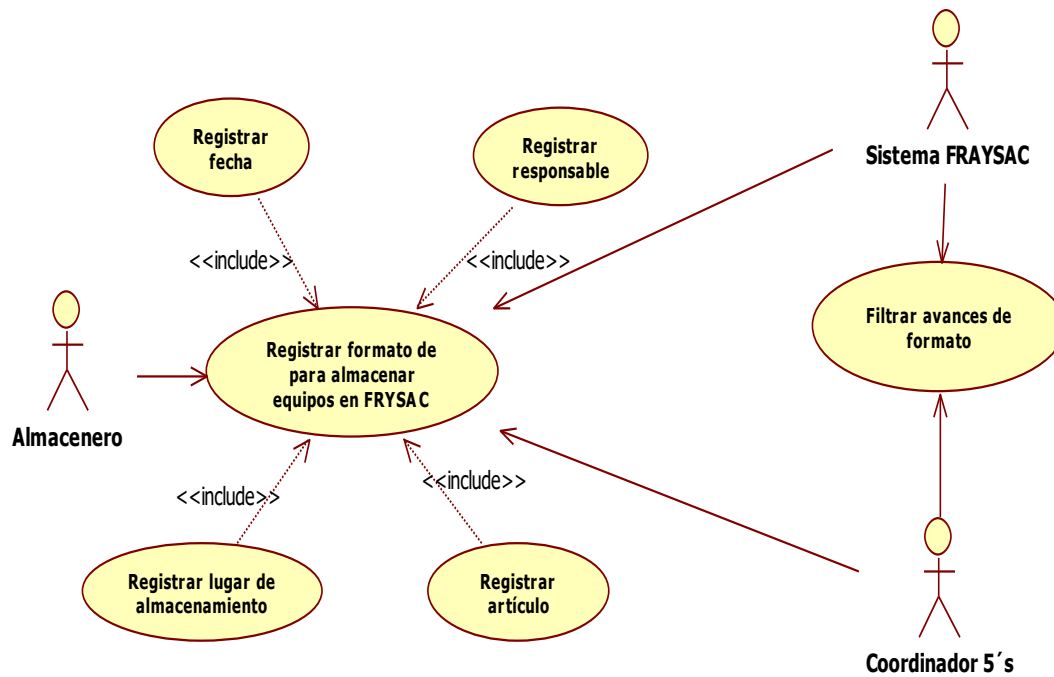 Registrar
fecha
Registrar
responsable
Sistema FRAYSAC
<<include>>
<<include>>
Filtrar avances de
formato
Registrar formato de
para almacenar
equipos en FRYSAC
Almacenero
<<include>>
<<include>>
Registrar lugar de
almacenamiento
Registrar
artículo
Coordinador 5´s